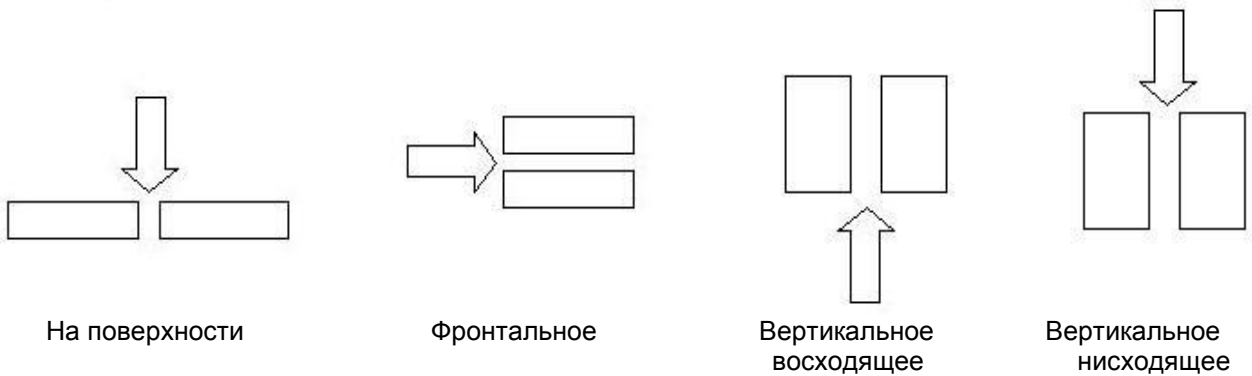 На поверхности
Фронтальное
Вертикальное
восходящее
Вертикальное
нисходящее